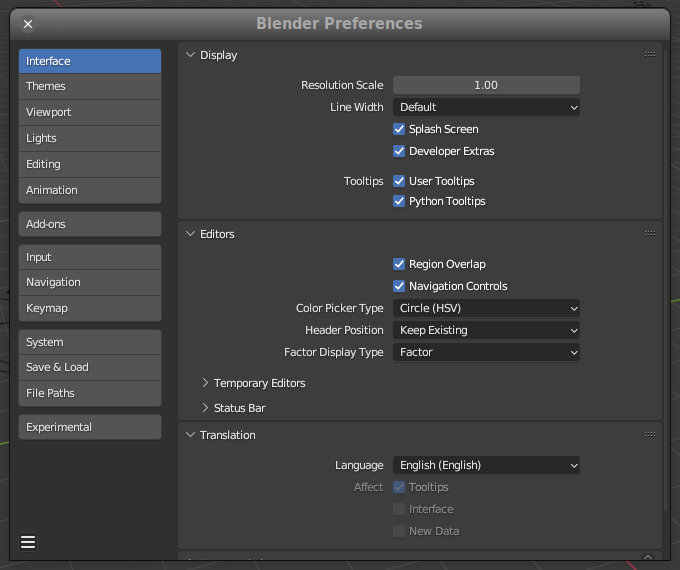 Blender Preferences
Interface
Themes
Viewport
Lights
Editing
Animation
Add-ons
Input
Navigation
Keymap
System
Save & Load
File Paths
Experimental
Display
Resolution Scale 1.00
Line Width Default
Splash Screen
Developer Extras
Tooltips User Tooltips
Python Tooltips
Editors
Region Overlap
Navigation Controls
Color Picker Type Circle (HSV)
Header Position Keep Existing
Factor Display Type Factor
Temporary Editors
Status Bar
Translation
Language English (English)
Affect Tooltips
Interface
New Data